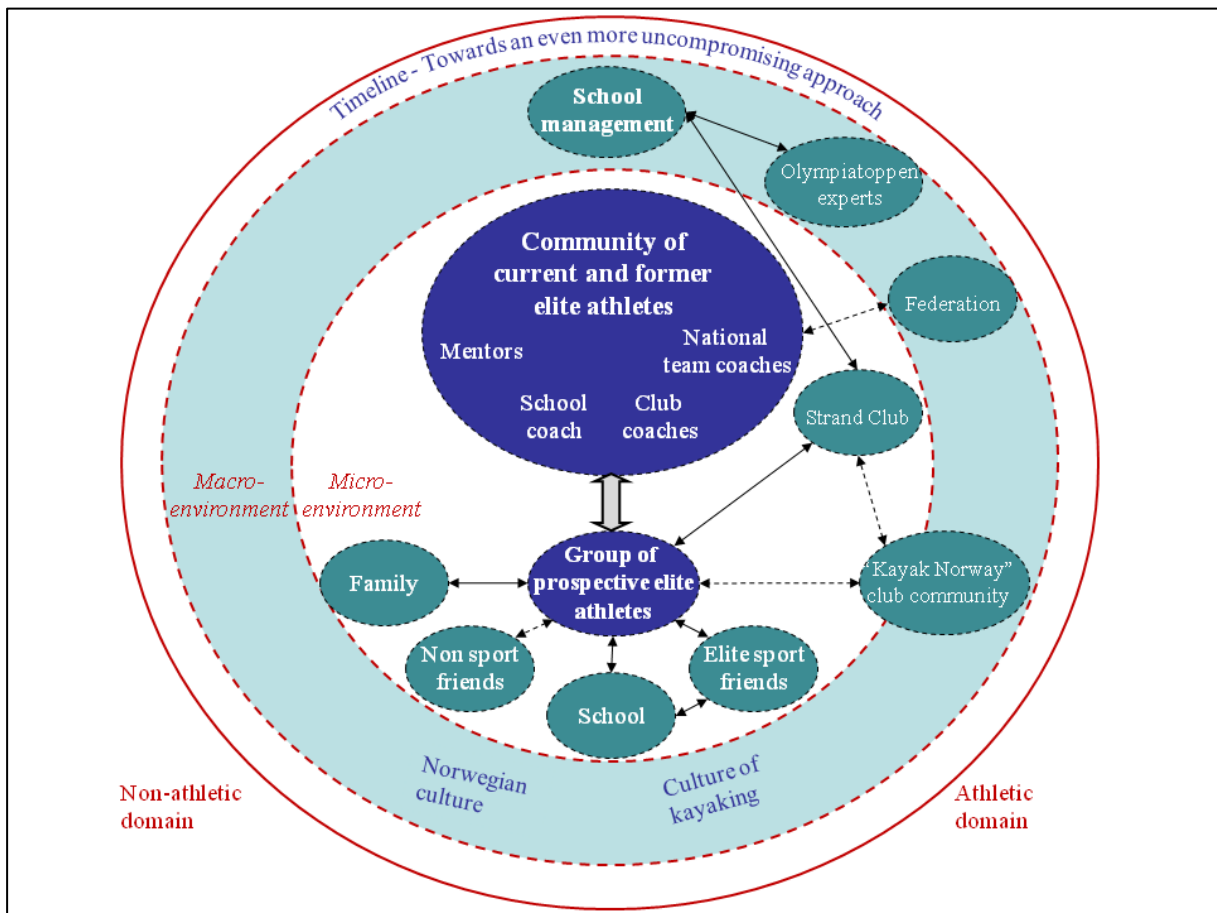 Timeline - Towards an even more uncompromising approach
School
management
Olympiatoppen
experts
Community of
current and former
elite athletes
Federation
Mentors
National
team coaches
School
coach
Club
coaches
Strand Club
Macro-
environment
Micro-
environment
Group of
prospective elite
athletes
Family
"Kayak Norway"
club community
Non sport
friends
Elite sport
friends
School
Norwegian
culture
Culture of
kayaking
Non-athletic
domain
Athletic
domain